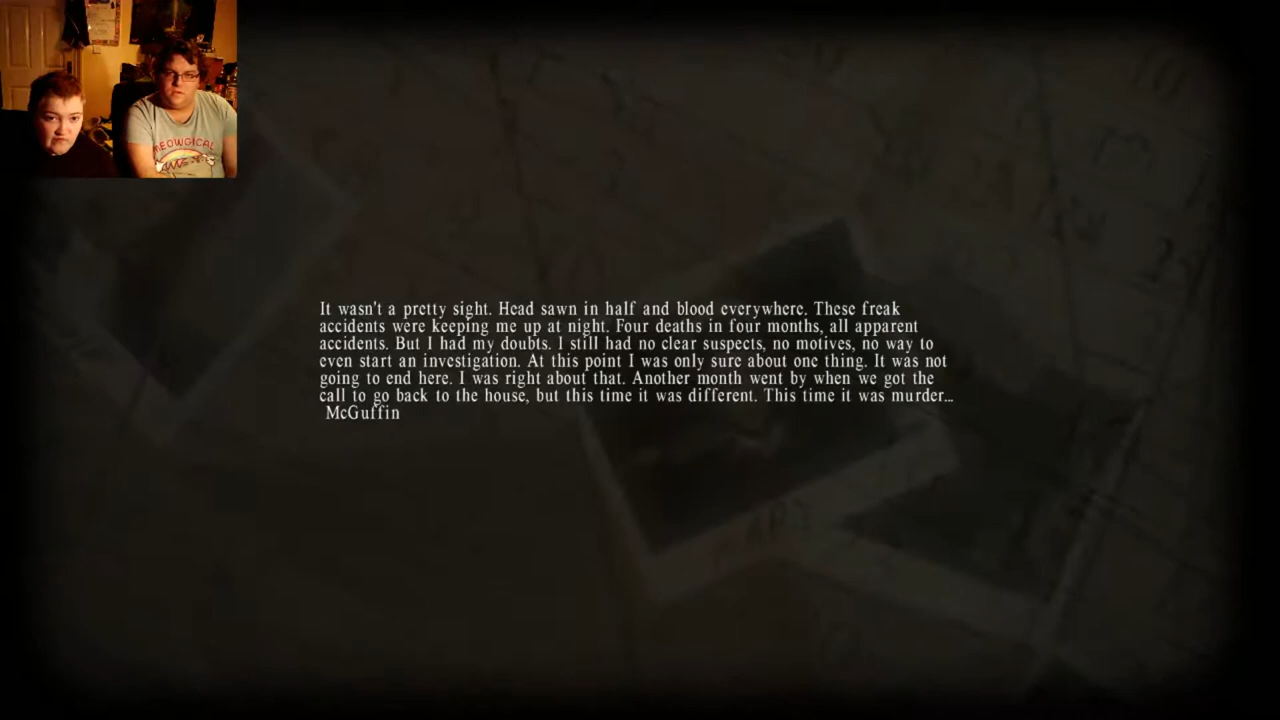 MEOWGICAL
It wasn't a pretty sight. Head sawn in half and blood everywhere. These freak
accidents were keeping me up at night. Four deaths in four months, all apparent
accidents. But I had my doubts. I still had no clear suspects, no motives, no way to
even start an investigation. At this point I was only sure about one thing. It was not
going to end here. I was right about that. Another month went by when we got the
call to go back to the house, but this time it was different. This time it was murder...
McGuffin